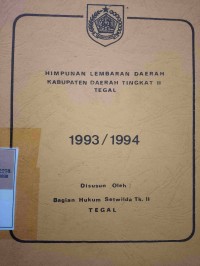 HIMPUNAN LEMBARAN DAERAH
KABUPATEN DAERAH TINGKAT II
TEGAL
1993/1994
Disusun Oleh :
Bagian Hukum Setwilda Tk. II
TEGAL